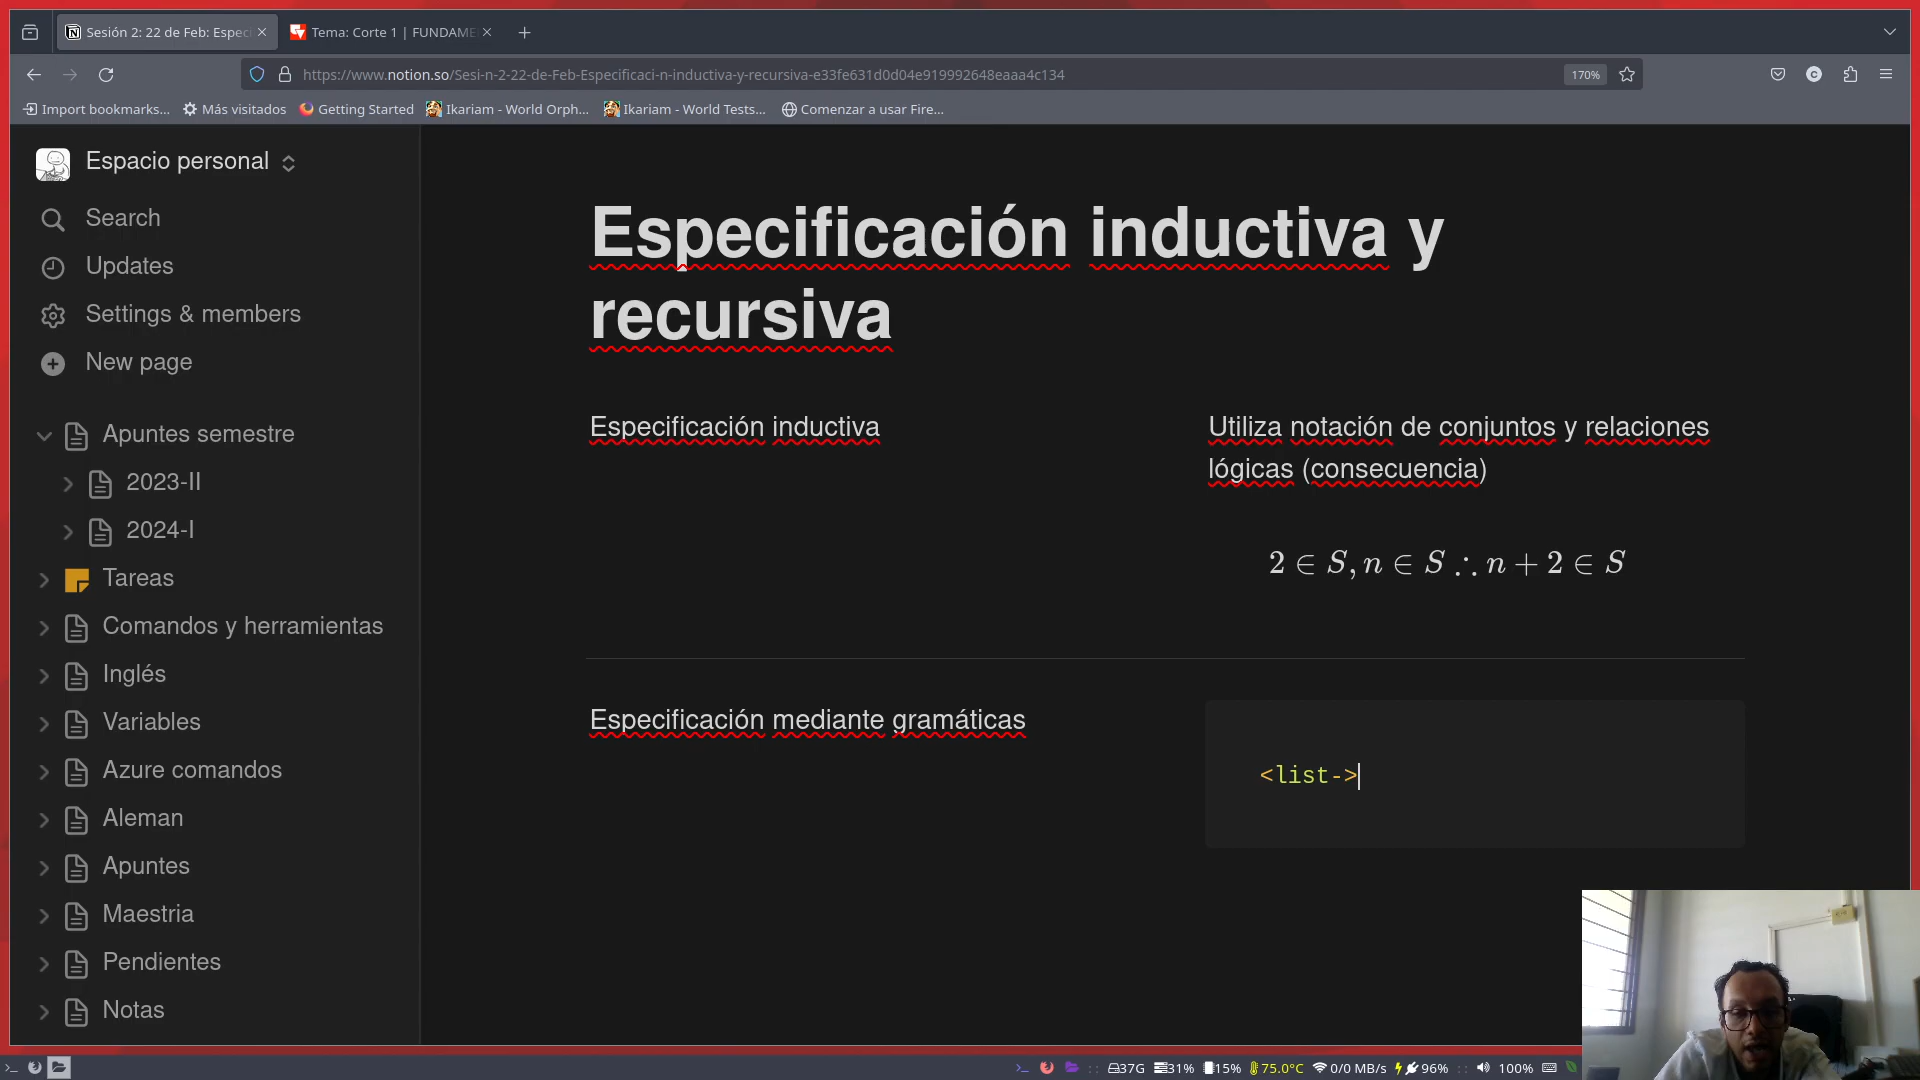 Sesión 2: 22 de Feb: Especi
Tema: Corte 1 | FUNDAME
https://www.notion.so/Sesi-n-2-22-de-Feb-Especificaci-n-inductiva-y-recursiva-e33fe631d0d04e919992648eaaa4c134
170%
Import bookmarks...
Más visitados
Getting Started
Ikariam - World Orph...
Ikariam - World Tests...
Comenzar a usar Fire...
Espacio personal
Search
Updates
Settings & members
New page
Apuntes semestre
2023-II
2024-I
Tareas
Comandos y herramientas
Inglés
Variables
Azure comandos
Aleman
Apuntes
Maestria
Pendientes
Notas
Especificación inductiva y
recursiva
Especificación inductiva
Utiliza notación de conjuntos y relaciones
lógicas (consecuencia)
2 ∈ S, n ∈ S ∴ n + 2 ∈ S
Especificación mediante gramáticas
<list->
37G 31% 15% 75.0°C 0/0 MB/s 96% 100%